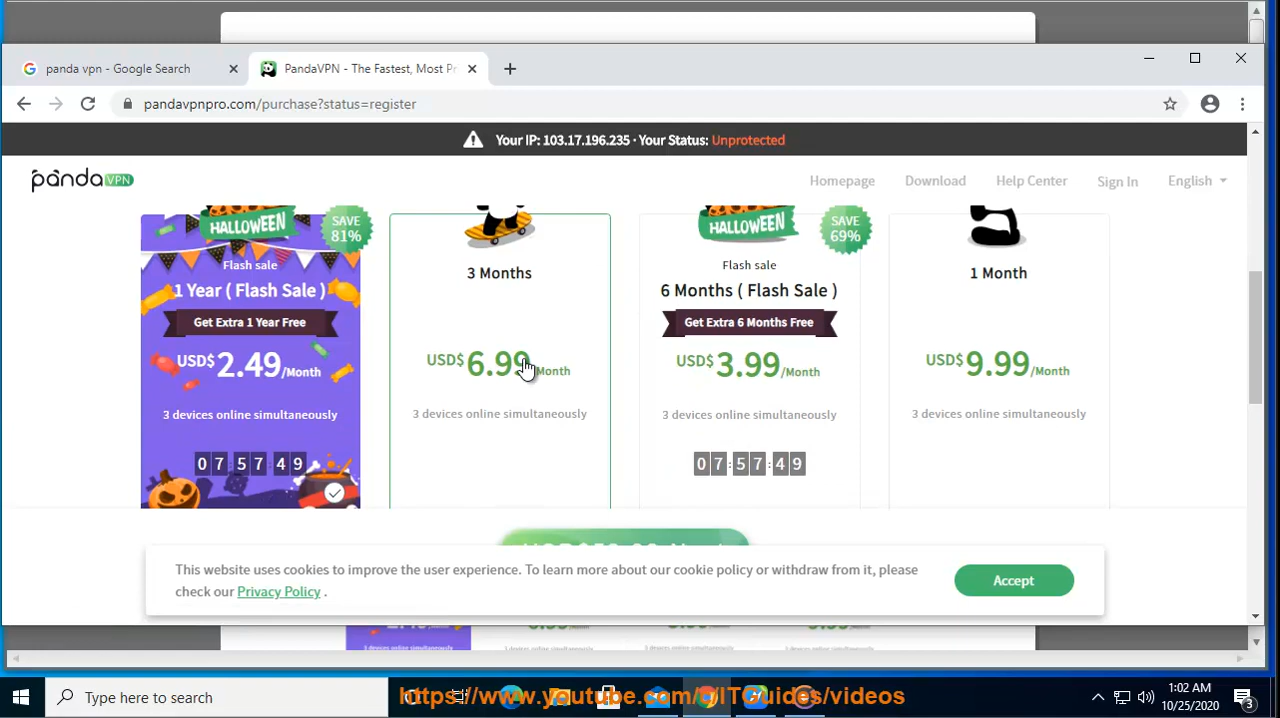 panda vpn - Google Search
PandaVPN - The Fastest, Most Pr
pandavpnpro.com/purchase?status=register
Your IP: 103.17.196.235 · Your Status: Unprotected
panda VPN
Homepage
Download
Help Center
Sign In
English
HALLOWEEN
SAVE
81%
Flash sale
1 Year ( Flash Sale )
Get Extra 1 Year Free
USD$ 2.49 /Month
3 devices online simultaneously
07 57 49
3 Months
USD$ 6.99 /Month
3 devices online simultaneously
HALLOWEEN
SAVE
69%
Flash sale
6 Months ( Flash Sale )
Get Extra 6 Months Free
USD$ 3.99 /Month
3 devices online simultaneously
07:57:49
1 Month
USD$ 9.99 /Month
3 devices online simultaneously
This website uses cookies to improve the user experience. To learn more about our cookie policy or withdraw from it, please
check our Privacy Policy .
Accept
3 devices online simultaneously
Type here to search
1:02 AM
10/25/2020
3